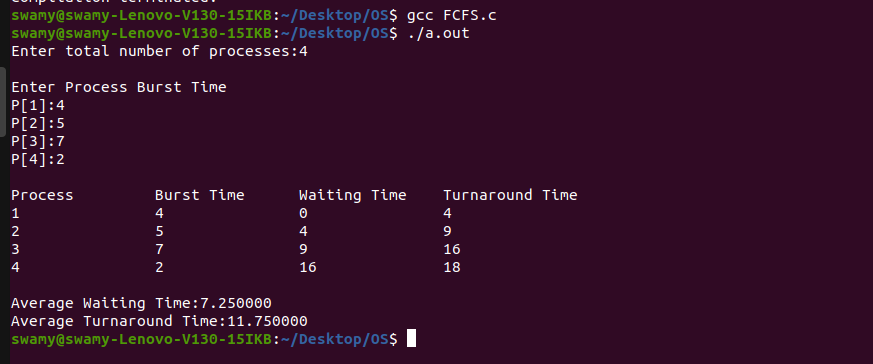 compilation terminated.
swamy@swamy-Lenovo-V130-15IKB:~/Desktop/OS$ gcc FCFS.c
swamy@swamy-Lenovo-V130-15IKB:~/Desktop/OS$ ./a.out
Enter total number of processes:4
Enter Process Burst Time
P[1]:4
P[2]:5
P[3]:7
P[4]:2
Process Burst Time Waiting Time Turnaround Time
1 4 0 4
2 5 4 9
3 7 9 16
4 2 16 18
Average Waiting Time:7.250000
Average Turnaround Time:11.750000
swamy@swamy-Lenovo-V130-15IKB:~/Desktop/OS$